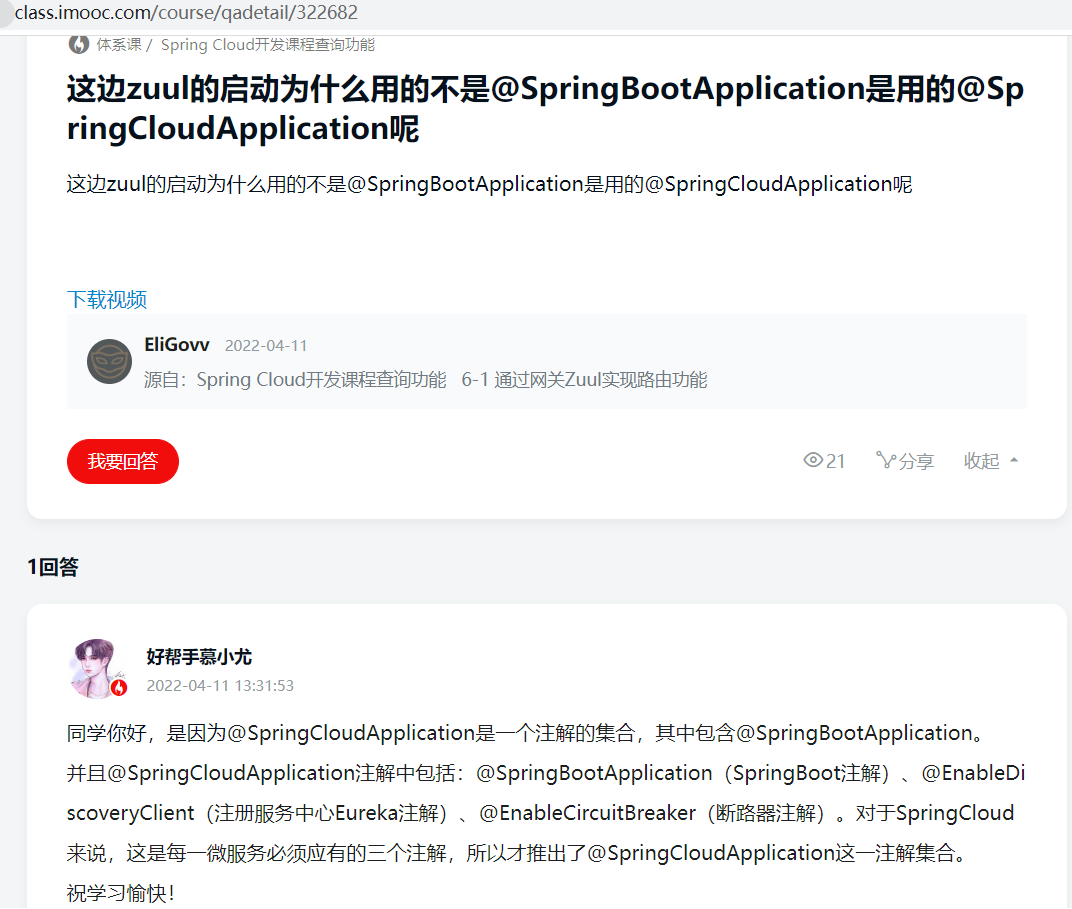 class.imooc.com/course/qadetail/322682
体系课 / Spring Cloud开发课程查询功能
这边zuul的启动为什么用的不是@SpringBootApplication是用的@Sp
ringCloudApplication呢
这边zuul的启动为什么用的不是@SpringBootApplication是用的@SpringCloudApplication呢
下载视频
EliGovv 2022-04-11
源自：Spring Cloud开发课程查询功能 6-1 通过网关Zuul实现路由功能
我要回答 21 分享 收起
1回答
好帮手慕小尤
2022-04-11 13:31:53
同学你好，是因为@SpringCloudApplication是一个注解的集合，其中包含@SpringBootApplication。
并且@SpringCloudApplication注解中包括：@SpringBootApplication（SpringBoot注解）、@EnableDi
scoveryClient（注册服务中心Eureka注解）、@EnableCircuitBreaker（断路器注解）。对于SpringCloud
来说，这是每一微服务必须应有的三个注解，所以才推出了@SpringCloudApplication这一注解集合。
祝学习愉快！